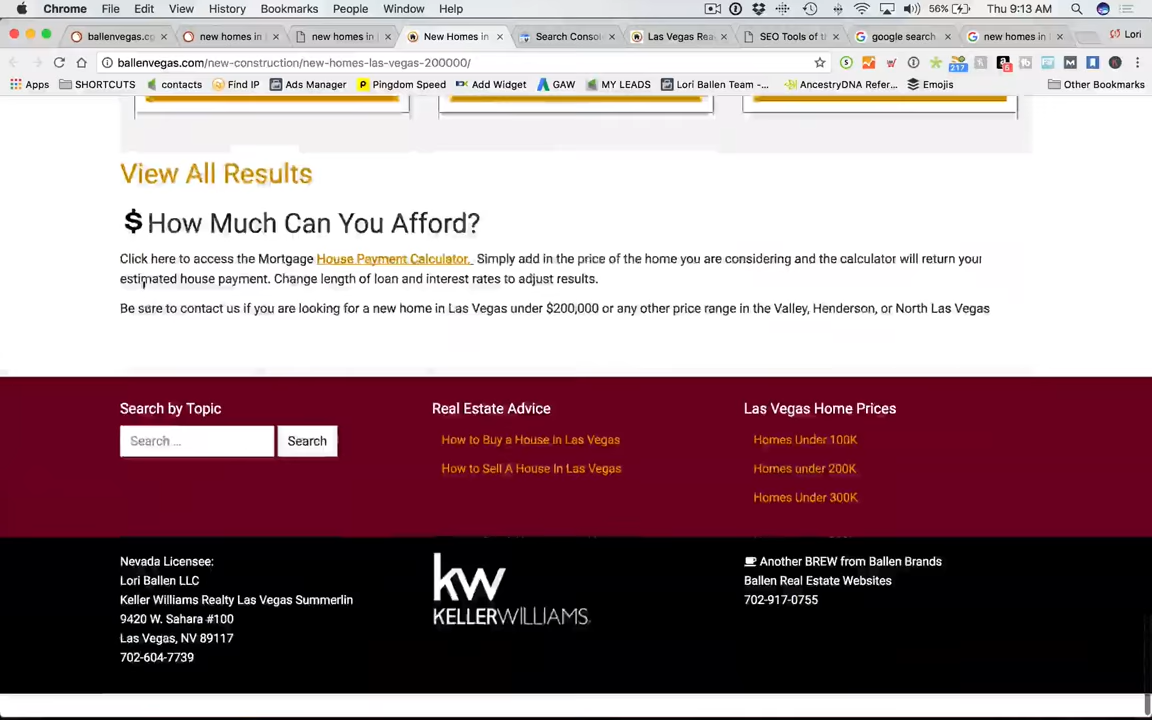 Chrome File Edit View History Bookmarks People Window Help 56% Thu 9:13 AM
ballenvegas.co new homes in new homes in New Homes in Search Conso Las Vegas Rea SEO Tools of th google search new homes in Lori
ballenvegas.com/new-construction/new-homes-las-vegas-200000/ 217
Apps SHORTCUTS contacts Find IP Ads Manager Pingdom Speed Add Widget GAW MY LEADS Lori Ballen Team -... AncestryDNA Refer... Emojis Other Bookmarks
View All Results
$ How Much Can You Afford?
Click here to access the Mortgage House Payment Calculator. Simply add in the price of the home you are considering and the calculator will return your
estimated house payment. Change length of loan and interest rates to adjust results.
Be sure to contact us if you are looking for a new home in Las Vegas under $200,000 or any other price range in the Valley, Henderson, or North Las Vegas
Search by Topic
Search ... Search
Real Estate Advice
How to Buy a House In Las Vegas
How to Sell A House In Las Vegas
Las Vegas Home Prices
Homes Under 100K
Homes under 200K
Homes Under 300K
Nevada Licensee:
Lori Ballen LLC
Keller Williams Realty Las Vegas Summerlin
9420 W. Sahara #100
Las Vegas, NV 89117
702-604-7739
kw
KELLERWILLIAMS.
Another BREW from Ballen Brands
Ballen Real Estate Websites
702-917-0755